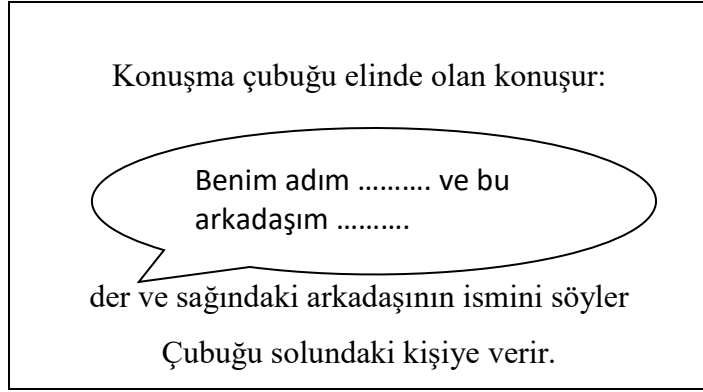 Konuşma çubuğu elinde olan konuşur:
Benim adım .......... ve bu
arkadaşım ..........
der ve sağındaki arkadaşının ismini söyler
Çubuğu solundaki kişiye verir.